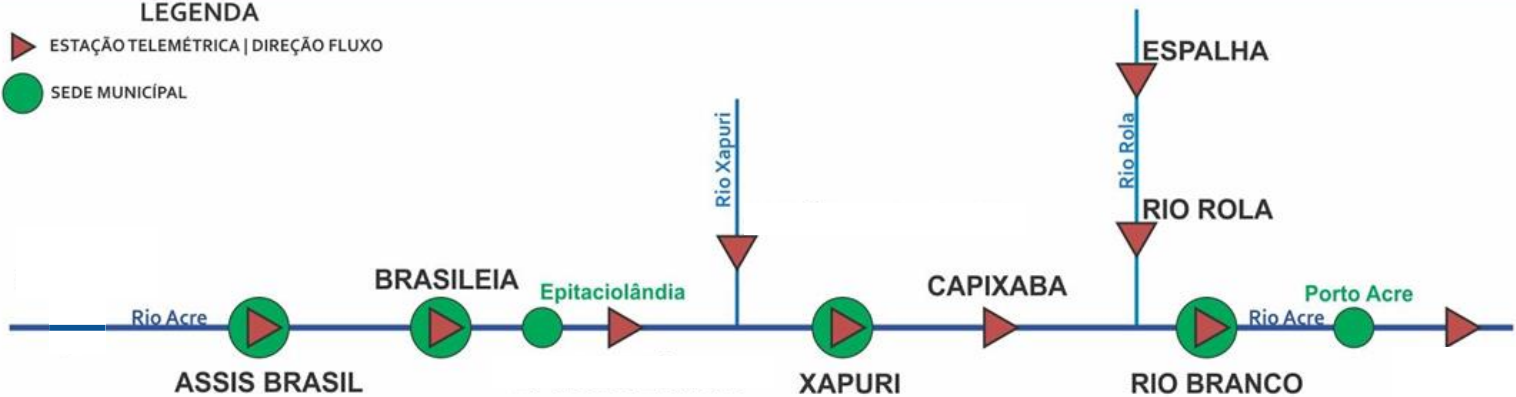 LEGENDA
ESTAÇÃO TELEMÉTRICA | DIREÇÃO FLUXO
SEDE MUNICÍPAL
ESPALHA
Rio Xapuri
Rio Rola
RIO ROLA
BRASILEIA
Epitaciolândia
CAPIXABA
Porto Acre
Rio Acre
Rio Acre
ASSIS BRASIL
XAPURI
RIO BRANCO